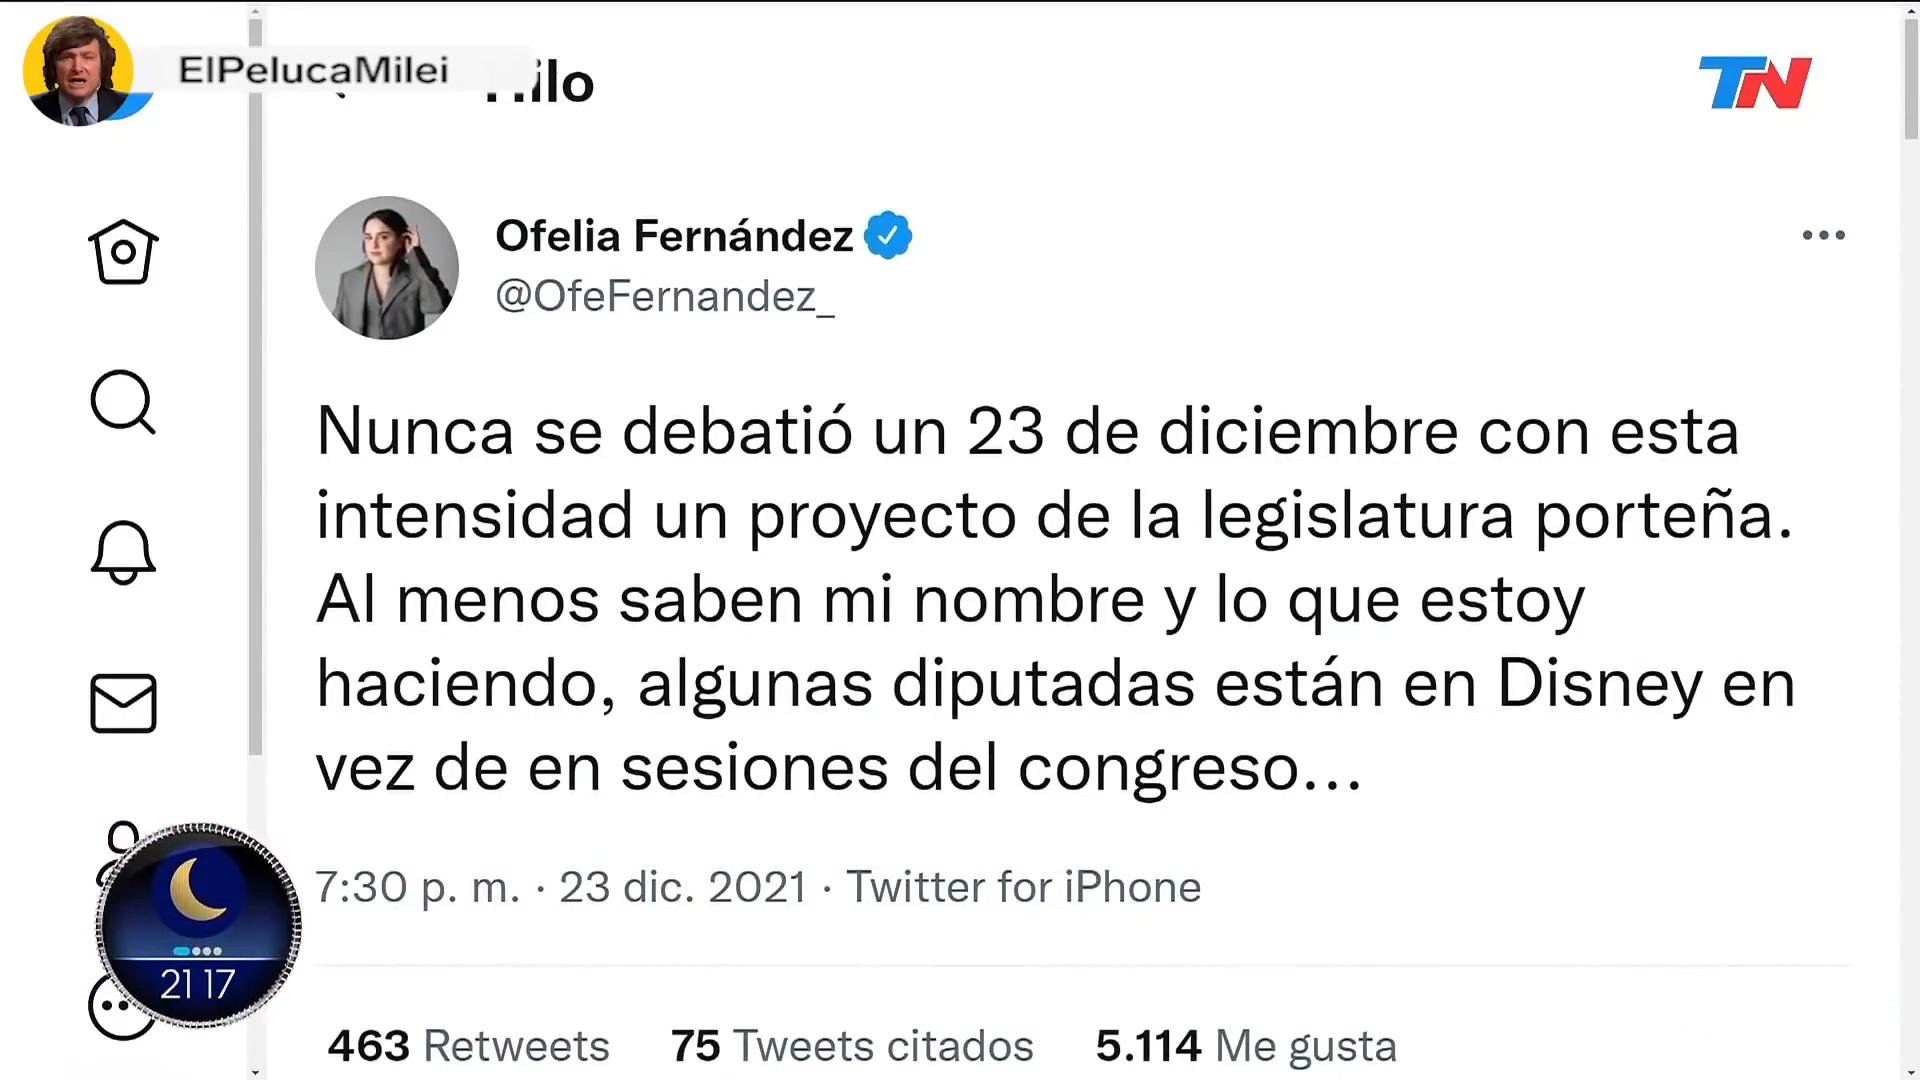 ElPelucaMilei
Hilo
TN
Ofelia Fernández
@OfeFernandez_
Nunca se debatió un 23 de diciembre con esta
intensidad un proyecto de la legislatura porteña.
Al menos saben mi nombre y lo que estoy
haciendo, algunas diputadas están en Disney en
vez de en sesiones del congreso...
7:30 p. m. · 23 dic. 2021 · Twitter for iPhone
21 17
463 Retweets 75 Tweets citados 5.114 Me gusta